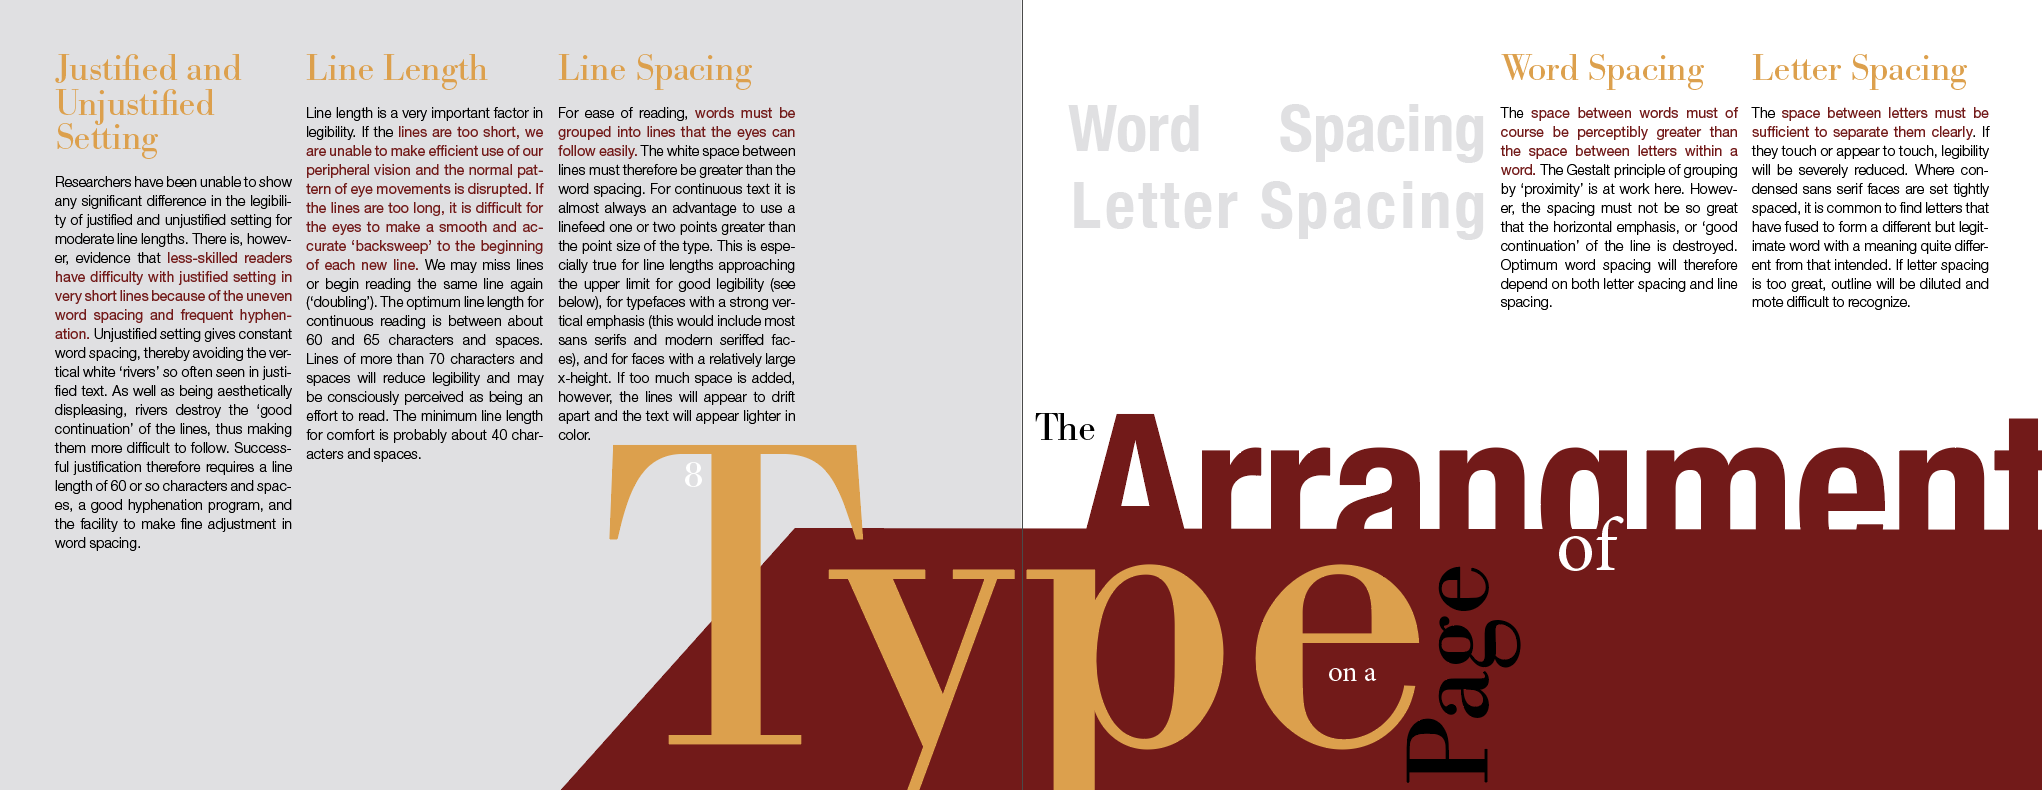 Justified and
Unjustified
Setting
Researchers have been unable to show
any significant difference in the legibili-
ty of justified and unjustified setting for
moderate line lengths. There is, howev-
er, evidence that less-skilled readers
have difficulty with justified setting in
very short lines because of the uneven
word spacing and frequent hyphen-
ation. Unjustified setting gives constant
word spacing, thereby avoiding the ver-
tical white ‘rivers’ so often seen in justi-
fied text. As well as being aesthetically
displeasing, rivers destroy the ‘good
continuation’ of the lines, thus making
them more difficult to follow. Success-
ful justification therefore requires a line
length of 60 or so characters and spac-
es, a good hyphenation program, and
the facility to make fine adjustment in
word spacing.
Line Length
Line length is a very important factor in
legibility. If the lines are too short, we
are unable to make efficient use of our
peripheral vision and the normal pat-
tern of eye movements is disrupted. If
the lines are too long, it is difficult for
the eyes to make a smooth and ac-
curate ‘backsweep’ to the beginning
of each new line. We may miss lines
or begin reading the same line again
(‘doubling’). The optimum line length for
continuous reading is between about
60 and 65 characters and spaces.
Lines of more than 70 characters and
spaces will reduce legibility and may
be consciously perceived as being an
effort to read. The minimum line length
for comfort is probably about 40 char-
acters and spaces.
Line Spacing
For ease of reading, words must be
grouped into lines that the eyes can
follow easily. The white space between
lines must therefore be greater than the
word spacing. For continuous text it is
almost always an advantage to use a
linefeed one or two points greater than
the point size of the type. This is espe-
cially true for line lengths approaching
the upper limit for good legibility (see
below), for typefaces with a strong ver-
tical emphasis (this would include most
sans serifs and modern seriffed fac-
es), and for faces with a relatively large
x-height. If too much space is added,
however, the lines will appear to drift
apart and the text will appear lighter in
color.
8
Word Spacing
Letter Spacing
Word Spacing
The space between words must of
course be perceptibly greater than
the space between letters within a
word. The Gestalt principle of grouping
by ‘proximity’ is at work here. Howev-
er, the spacing must not be so great
that the horizontal emphasis, or ‘good
continuation’ of the line is destroyed.
Optimum word spacing will therefore
depend on both letter spacing and line
spacing.
Letter Spacing
The space between letters must be
sufficient to separate them clearly. If
they touch or appear to touch, legibility
will be severely reduced. Where con-
densed sans serif faces are set tightly
spaced, it is common to find letters that
have fused to form a different but legit-
imate word with a meaning quite differ-
ent from that intended. If letter spacing
is too great, outline will be diluted and
mote difficult to recognize.
The
Arrangment
of
Type
on a
Page